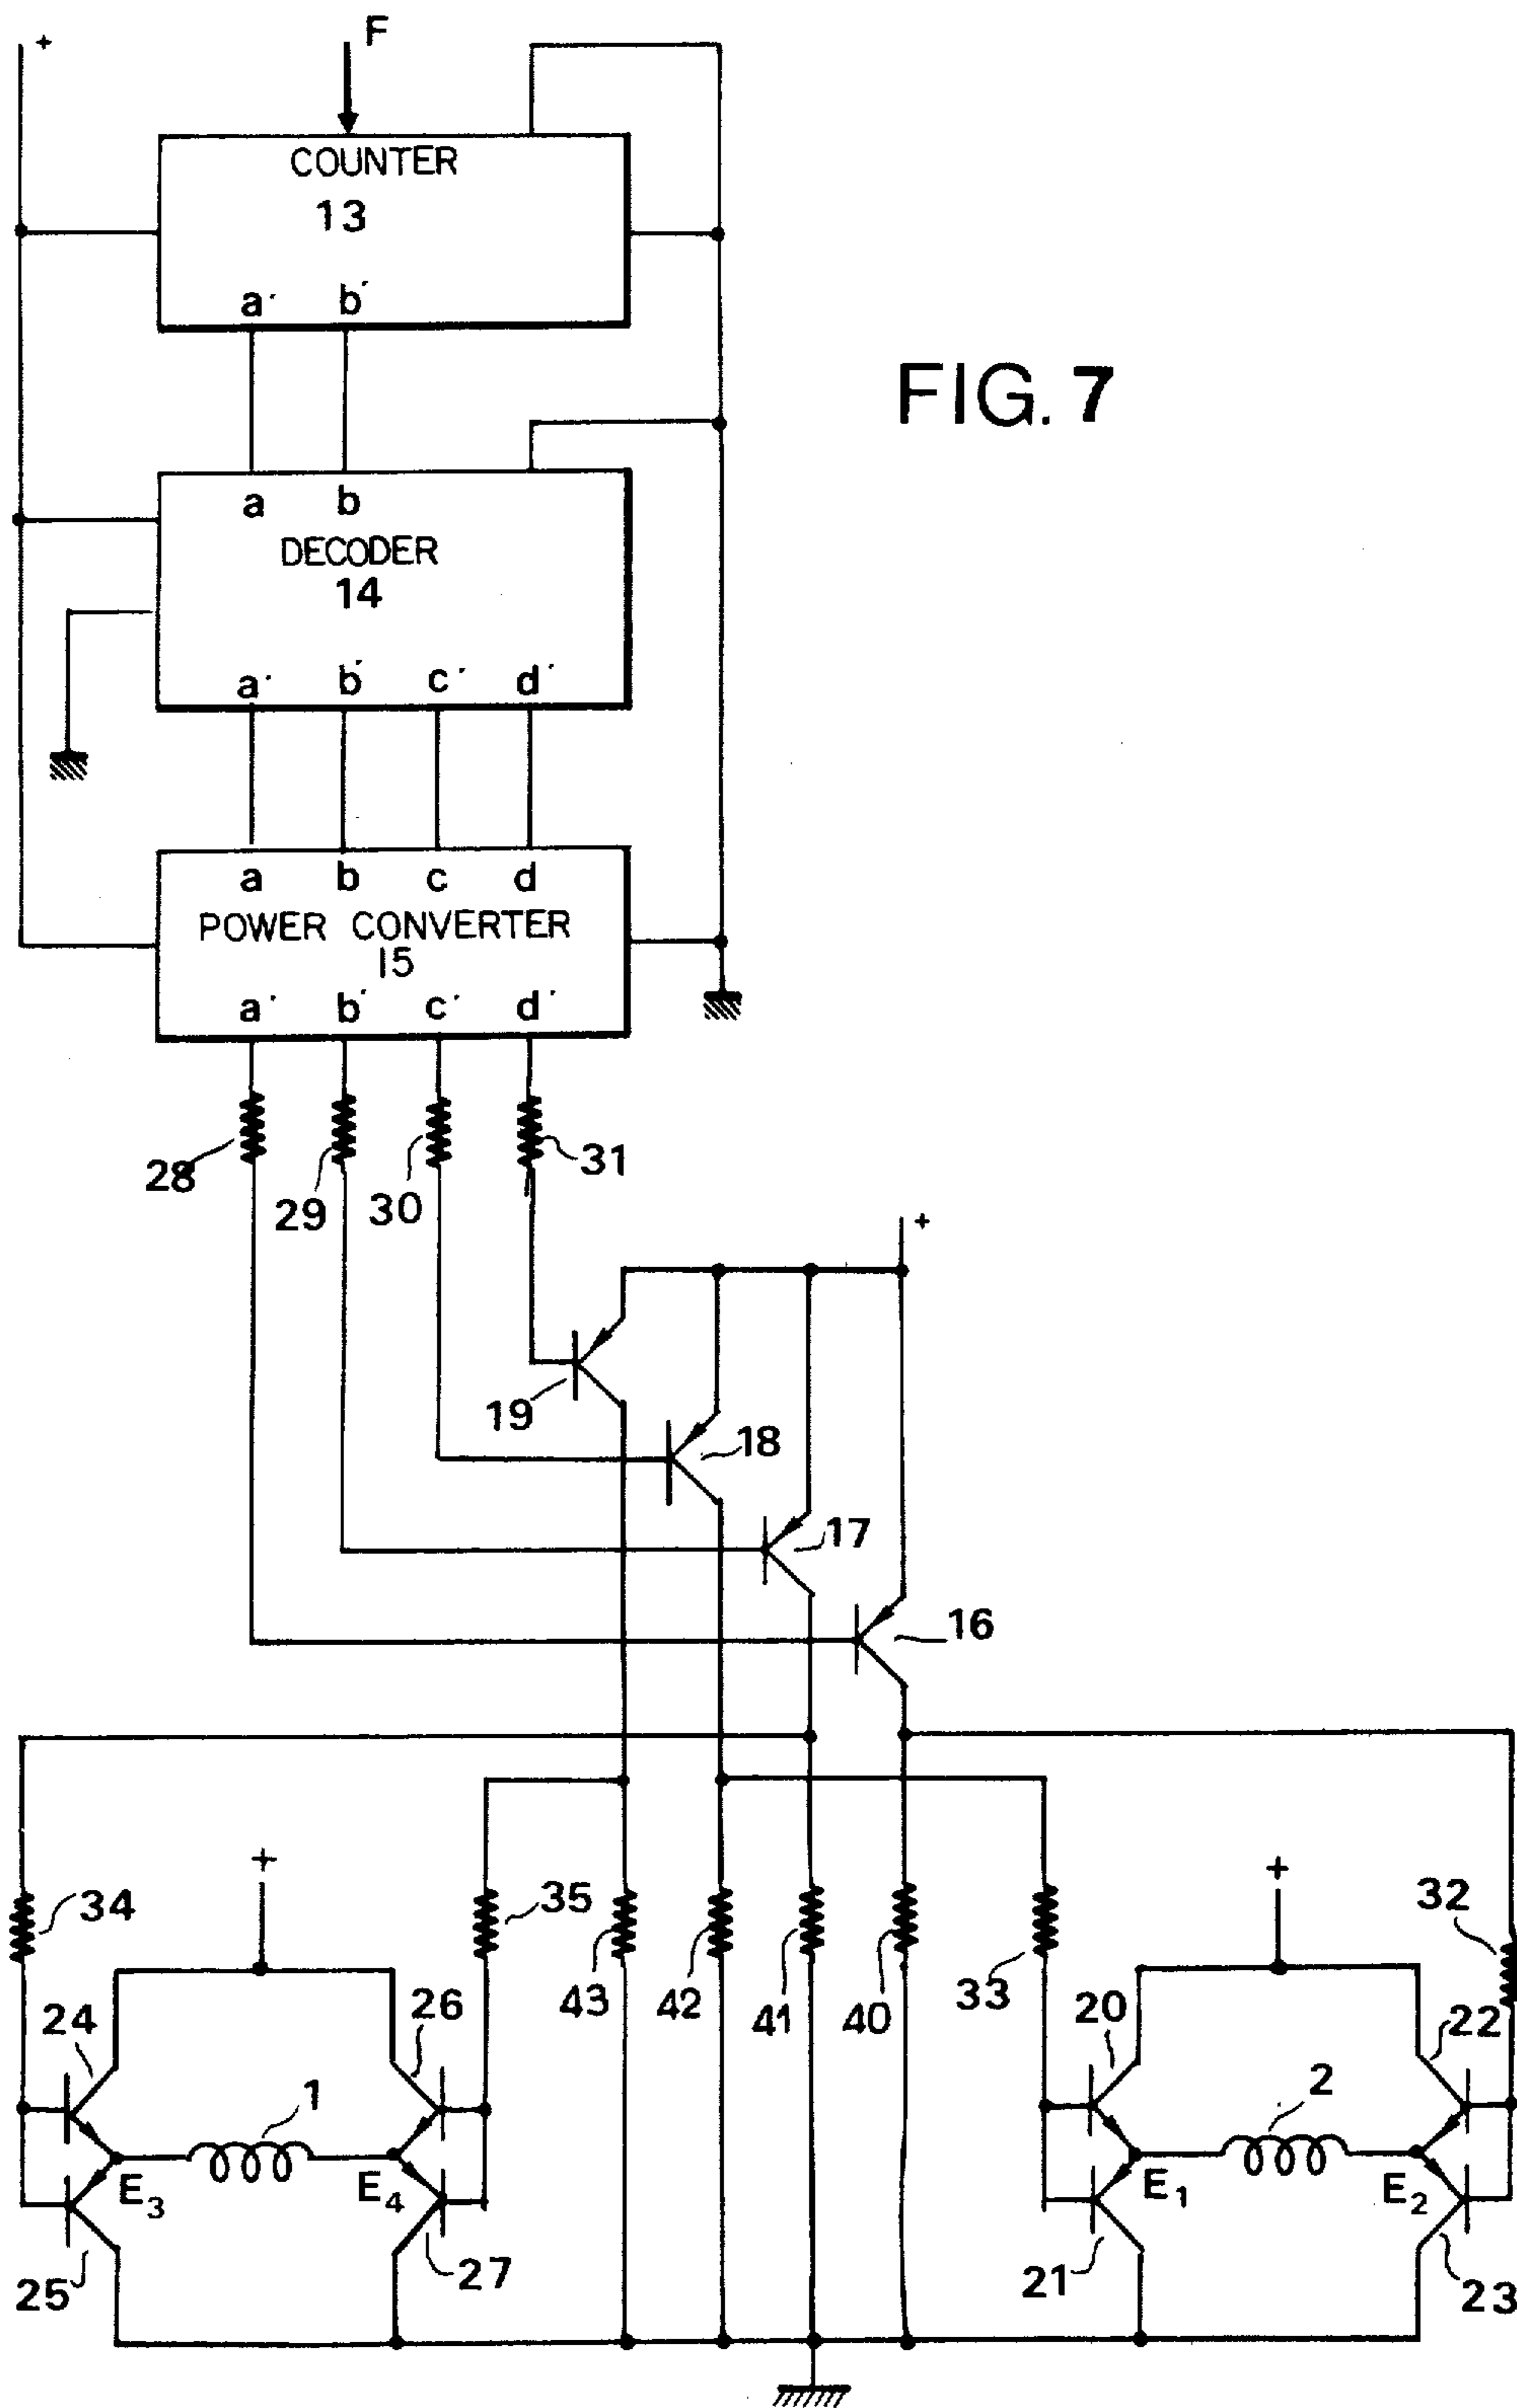 + F
COUNTER
13
a' b'
FIG. 7
a b
DECODER
14
a' b' c' d'
a b c d
POWER CONVERTER
15
a' b' c' d'
28 29 30 31
+
19
18
17
16
34 + 35 43 42 41 40 33 + 32
24 26 20 22
1 2
E3 E4 E1 E2
25 27 21 23